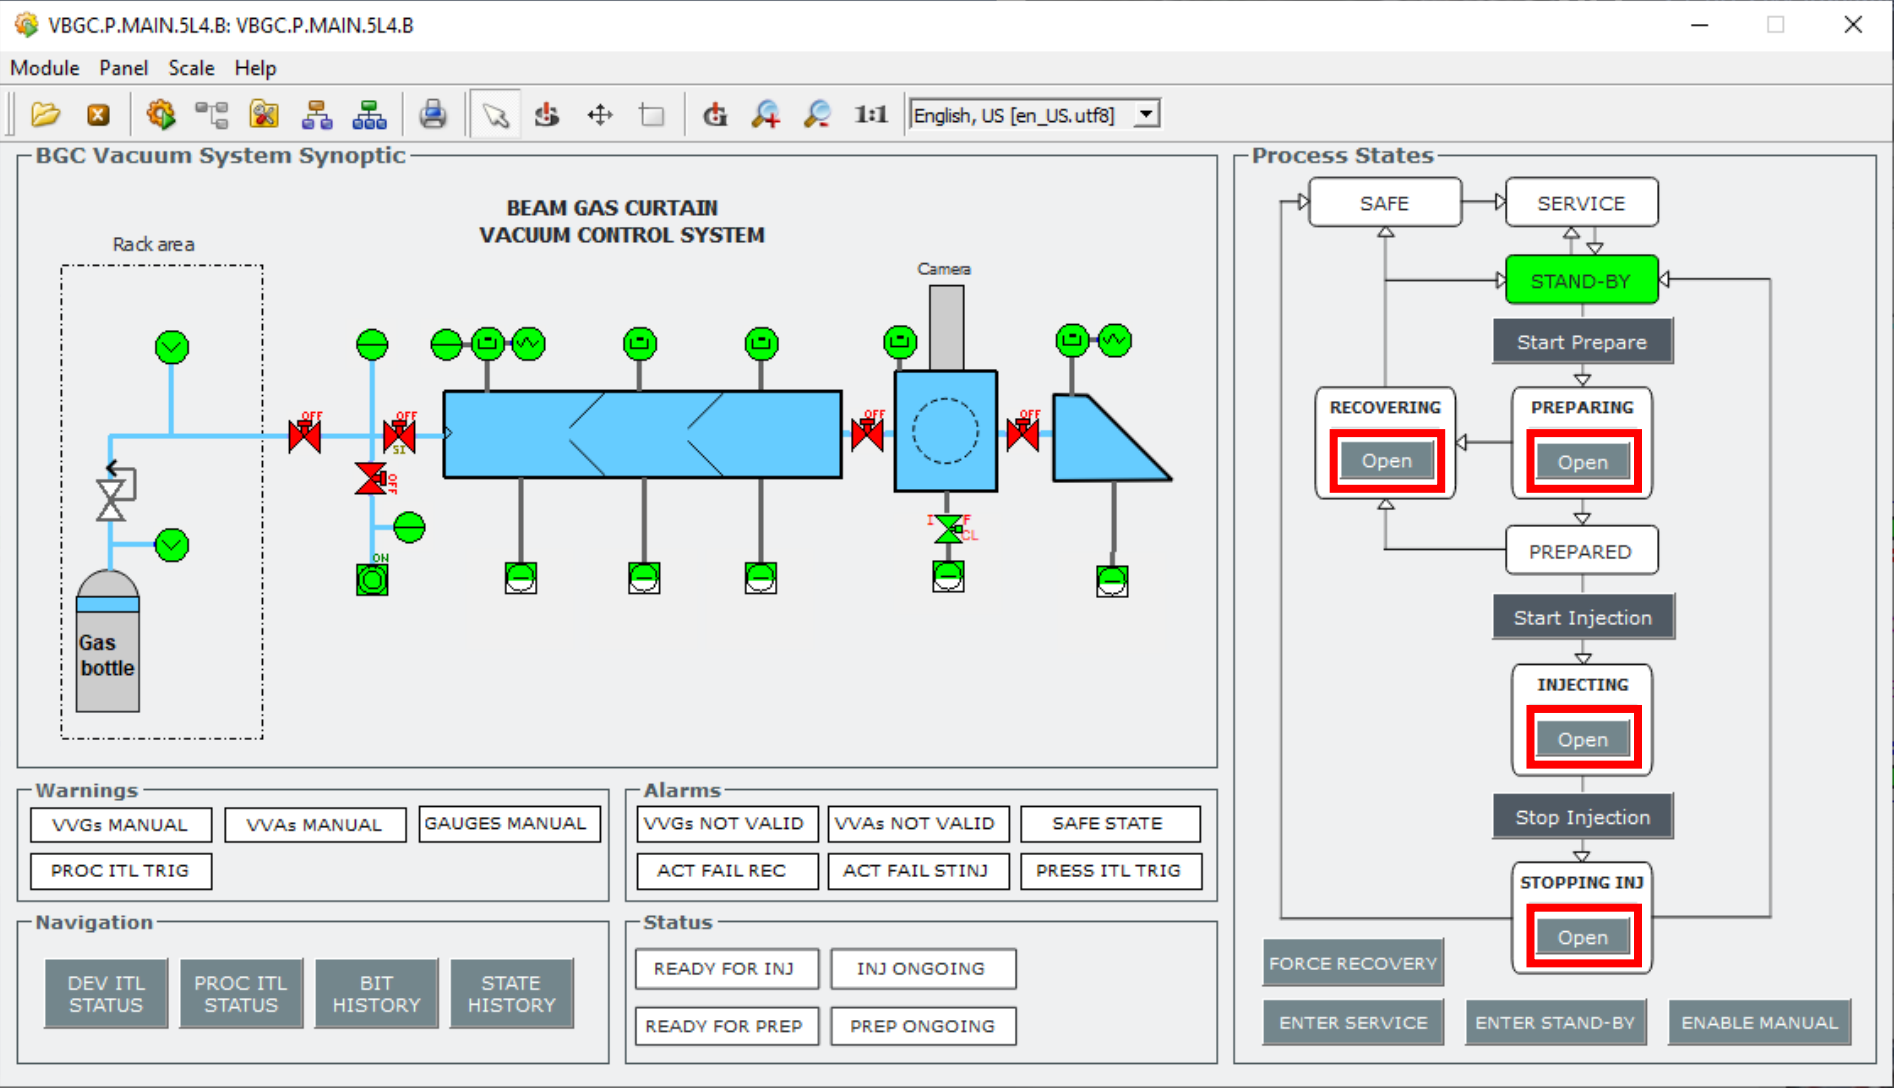 VBGC.P.MAIN.5L4.B: VBGC.P.MAIN.5L4.B
Module Panel Scale Help
1:1 English, US [en_US.utf8]
BGC Vacuum System Synoptic
BEAM GAS CURTAIN
VACUUM CONTROL SYSTEM
Rack area
Camera
OFF
OFF
SI
OFF
OFF
OFF
ON
I F
CL
Gas
bottle
Warnings
VVGs MANUAL
VVAs MANUAL
GAUGES MANUAL
PROC ITL TRIG
Alarms
VVGs NOT VALID
VVAs NOT VALID
SAFE STATE
ACT FAIL REC
ACT FAIL STINJ
PRESS ITL TRIG
Navigation
DEV ITL
STATUS
PROC ITL
STATUS
BIT
HISTORY
STATE
HISTORY
Status
READY FOR INJ
INJ ONGOING
READY FOR PREP
PREP ONGOING
Process States
SAFE
SERVICE
STAND-BY
Start Prepare
RECOVERING
Open
PREPARING
Open
PREPARED
Start Injection
INJECTING
Open
Stop Injection
STOPPING INJ
Open
FORCE RECOVERY
ENTER SERVICE
ENTER STAND-BY
ENABLE MANUAL